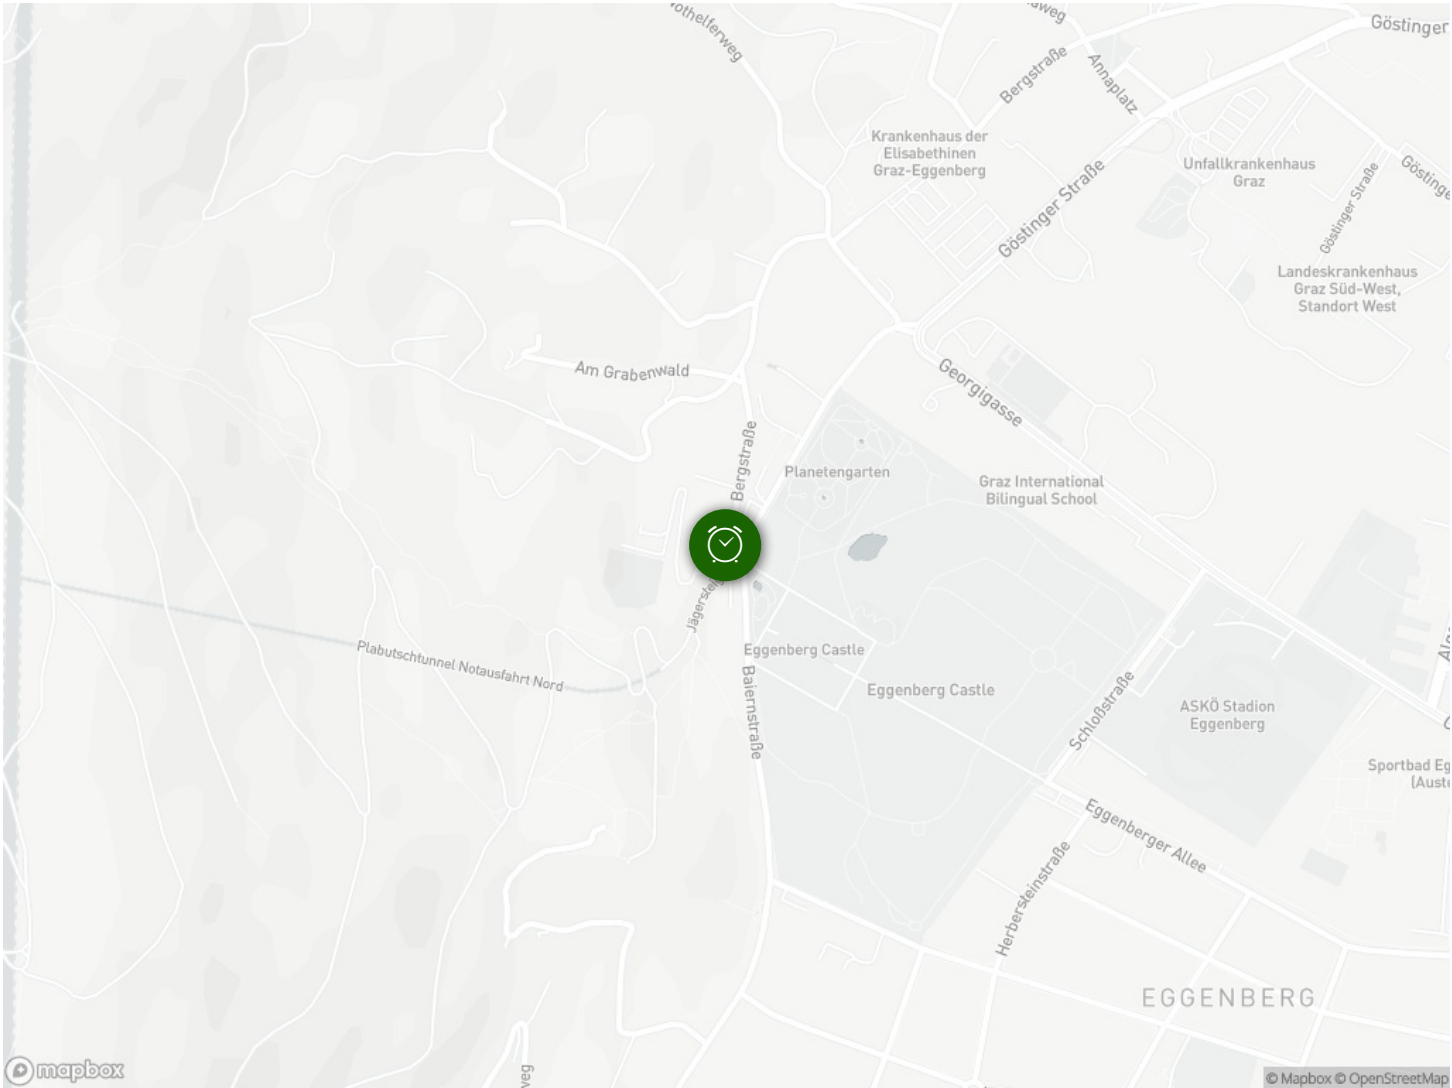 Göstinger
Bergstraße
Annaplatz
Krankenhaus der
Elisabethinen
Graz-Eggenberg
Unfallkrankenhaus
Graz
Göstinger Straße
Göstinger Straße
Landeskrankenhaus
Graz Süd-West,
Standort West
Am Grabenwald
Georgigasse
Bergstraße
Planetengarten
Graz International
Bilingual School
Plabutschtunnel Notausfahrt Nord
Eggenberg Castle
Baiernstraße
Eggenberg Castle
Schloßstraße
ASKÖ Stadion
Eggenberg
Sportbad
Eggenberger Allee
Herbersteinstraße
EGGENBERG
mapbox
© Mapbox © OpenStreetMap